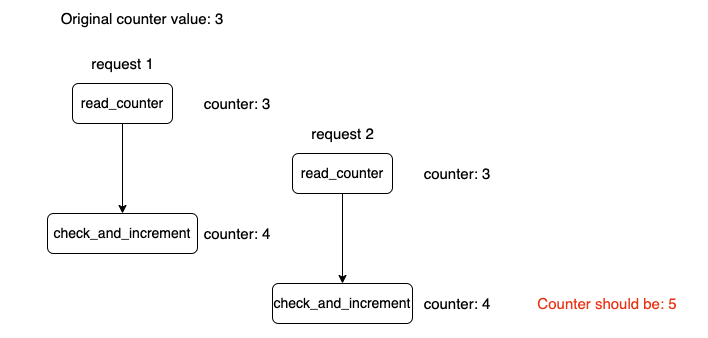 Original counter value: 3
request 1
read_counter
counter: 3
request 2
read_counter
counter: 3
check_and_increment
counter: 4
check_and_increment
counter: 4
Counter should be: 5